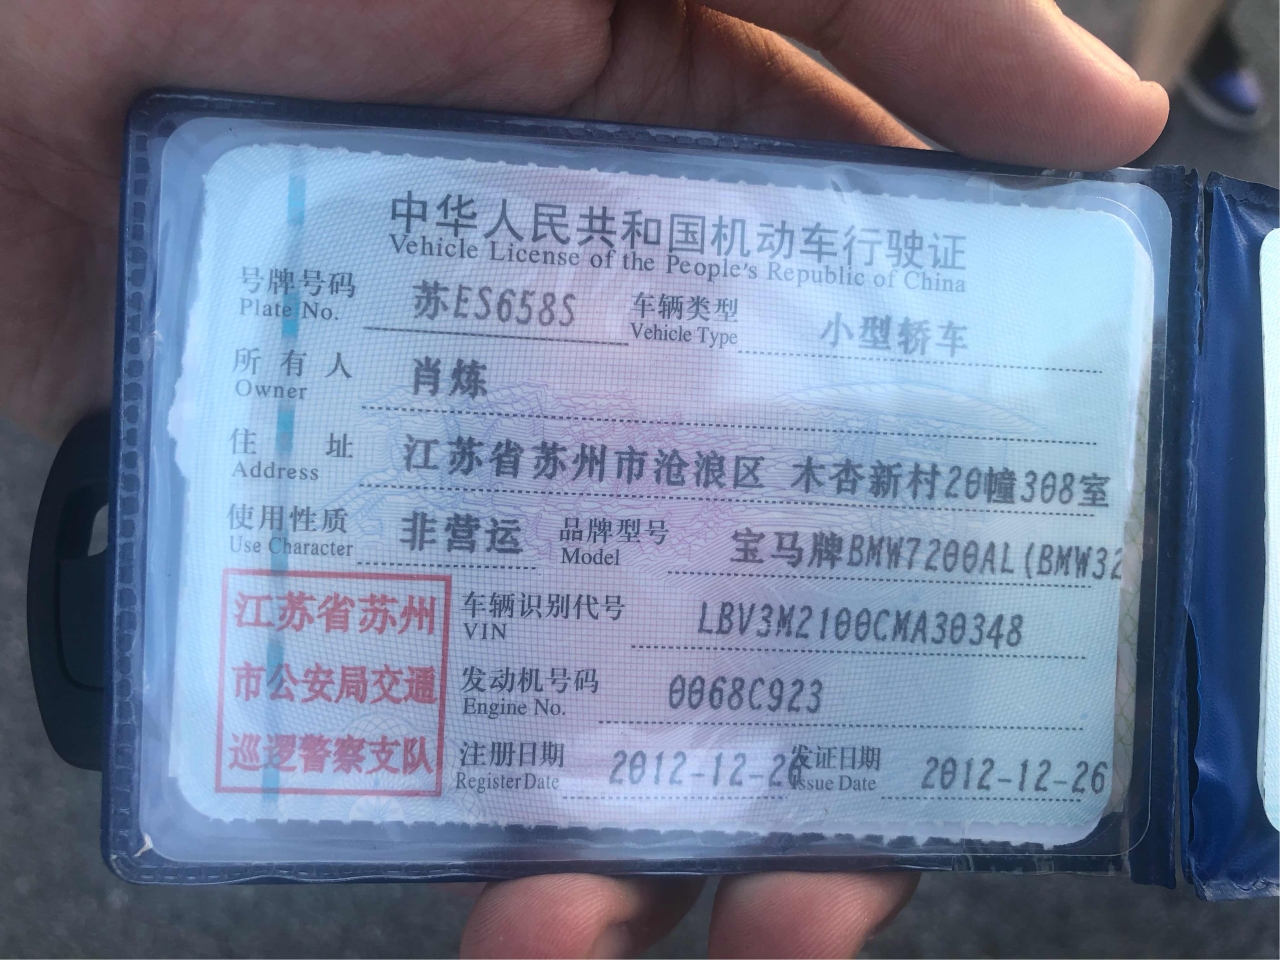 中华人民共和国机动车行驶证
Vehicle License of the People's Republic of China
号牌号码 苏ES658S 车辆类型 小型轿车
Plate No. Vehicle Type
所有人 肖炼
Owner
住址 江苏省苏州市沧浪区 木杏新村20幢308室
Address
使用性质 非营运 品牌型号 宝马牌BMW7200AL(BMW32
Use Character Model
江苏省苏州
市公安局交通
巡逻警察支队
车辆识别代号 LBV3M2100CMA30348
VIN
发动机号码 0068C923
Engine No.
注册日期 2012-12-26 发证日期 2012-12-26
Register Date Issue Date